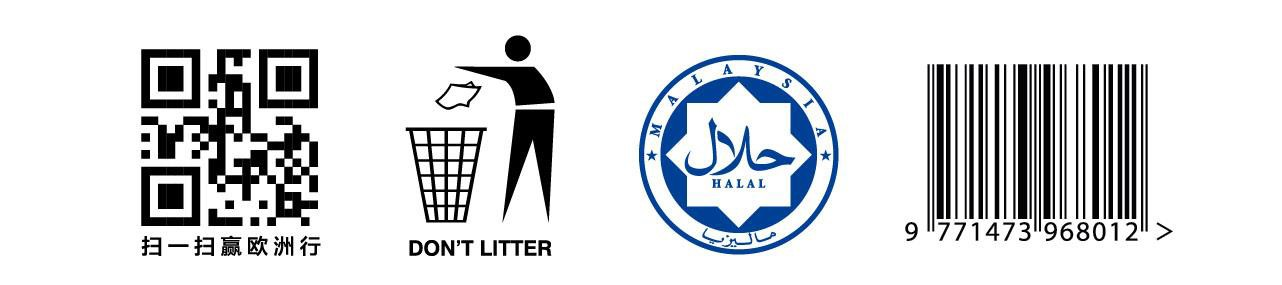 扫一扫赢欧洲行
DON'T LITTER
MALAYSIA
حلال
HALAL
ماليزيا
9 771473 968012 >